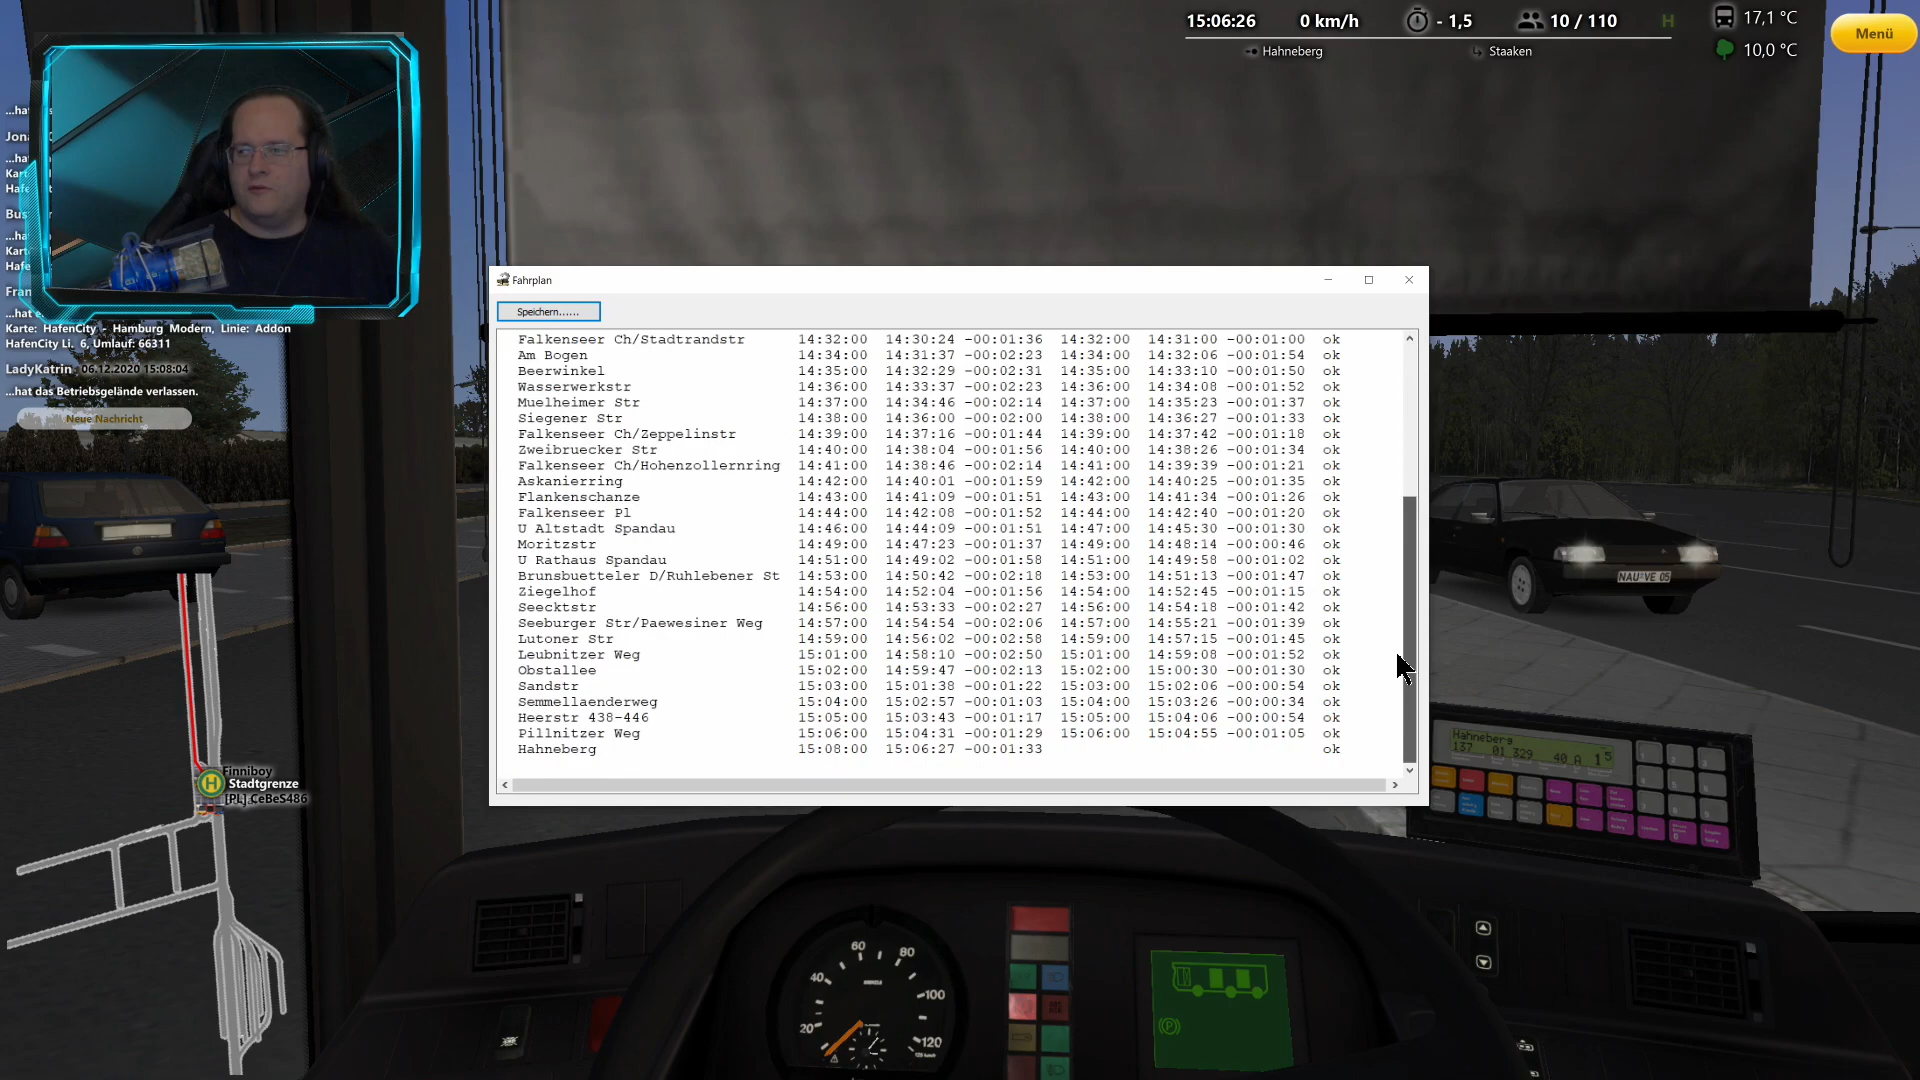 15:06:26 0 km/h - 1,5 10 / 110 H 17,1 °C
Hahneberg Staaken 10,0 °C
Menü
...ha
Jona
...ha
Kart
Hafe
Bus
...ha
Kart
Hafe
Fran
...hat e
Karte: HafenCity - Hamburg Modern, Linie: Addon
HafenCity Li. 6, Umlauf: 66311
LadyKatrin 06.12.2020 15:08:04
...hat das Betriebsgelände verlassen.
Neue Nachricht
Fahrplan
Speichern......
Falkenseer Ch/Stadtrandstr 14:32:00 14:30:24 -00:01:36 14:32:00 14:31:00 -00:01:00 ok
Am Bogen 14:34:00 14:31:37 -00:02:23 14:34:00 14:32:06 -00:01:54 ok
Beerwinkel 14:35:00 14:32:29 -00:02:31 14:35:00 14:33:10 -00:01:50 ok
Wasserwerkstr 14:36:00 14:33:37 -00:02:23 14:36:00 14:34:08 -00:01:52 ok
Muelheimer Str 14:37:00 14:34:46 -00:02:14 14:37:00 14:35:23 -00:01:37 ok
Siegener Str 14:38:00 14:36:00 -00:02:00 14:38:00 14:36:27 -00:01:33 ok
Falkenseer Ch/Zeppelinstr 14:39:00 14:37:16 -00:01:44 14:39:00 14:37:42 -00:01:18 ok
Zweibruecker Str 14:40:00 14:38:04 -00:01:56 14:40:00 14:38:26 -00:01:34 ok
Falkenseer Ch/Hohenzollernring 14:41:00 14:38:46 -00:02:14 14:41:00 14:39:39 -00:01:21 ok
Askanierring 14:42:00 14:40:01 -00:01:59 14:42:00 14:40:25 -00:01:35 ok
Flankenschanze 14:43:00 14:41:09 -00:01:51 14:43:00 14:41:34 -00:01:26 ok
Falkenseer Pl 14:44:00 14:42:08 -00:01:52 14:44:00 14:42:40 -00:01:20 ok
U Altstadt Spandau 14:46:00 14:44:09 -00:01:51 14:47:00 14:45:30 -00:01:30 ok
Moritzstr 14:49:00 14:47:23 -00:01:37 14:49:00 14:48:14 -00:00:46 ok
U Rathaus Spandau 14:51:00 14:49:02 -00:01:58 14:51:00 14:49:58 -00:01:02 ok
Brunsbuetteler D/Ruhlebener St 14:53:00 14:50:42 -00:02:18 14:53:00 14:51:13 -00:01:47 ok
Ziegelhof 14:54:00 14:52:04 -00:01:56 14:54:00 14:52:45 -00:01:15 ok
Seecktstr 14:56:00 14:53:33 -00:02:27 14:56:00 14:54:18 -00:01:42 ok
Seeburger Str/Paewesiner Weg 14:57:00 14:54:54 -00:02:06 14:57:00 14:55:21 -00:01:39 ok
Lutoner Str 14:59:00 14:56:02 -00:02:58 14:59:00 14:57:15 -00:01:45 ok
Leubnitzer Weg 15:01:00 14:58:10 -00:02:50 15:01:00 14:59:08 -00:01:52 ok
Obstallee 15:02:00 14:59:47 -00:02:13 15:02:00 15:00:30 -00:01:30 ok
Sandstr 15:03:00 15:01:38 -00:01:22 15:03:00 15:02:06 -00:00:54 ok
Semmellaenderweg 15:04:00 15:02:57 -00:01:03 15:04:00 15:03:26 -00:00:34 ok
Heerstr 438-446 15:05:00 15:03:43 -00:01:17 15:05:00 15:04:06 -00:00:54 ok
Pillnitzer Weg 15:06:00 15:04:31 -00:01:29 15:06:00 15:04:55 -00:01:05 ok
Hahneberg 15:08:00 15:06:27 -00:01:33 ok
NAU VE 05
Hahneberg
137 01 329 40 A 1 5
Finniboy
H Stadtgrenze
[PL].CeBeS486
20 40 60 80 100 120
(P)